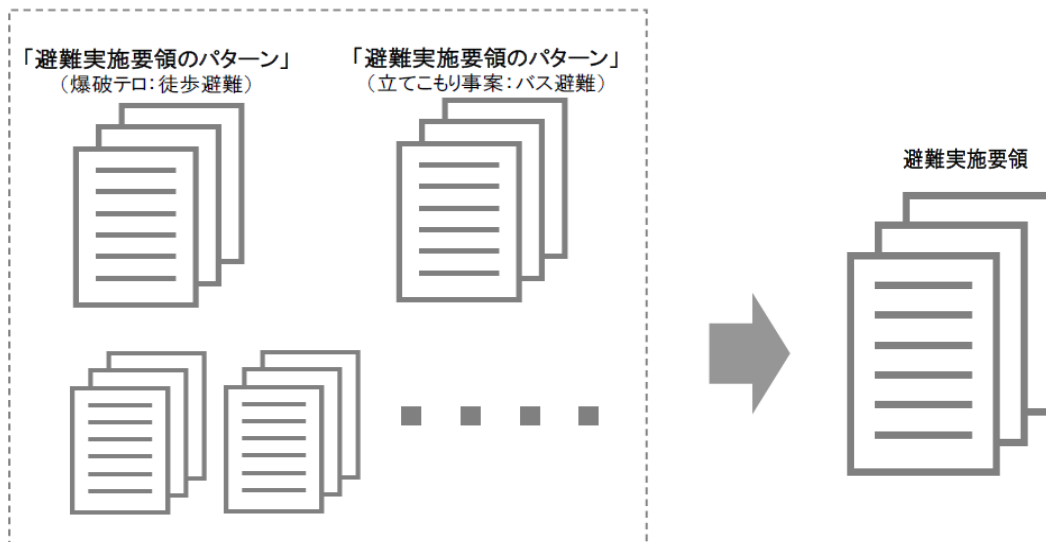 「避難実施要領のパターン」
(爆破テロ：徒歩避難)
「避難実施要領のパターン」
(立てこもり事案：バス避難)
避難実施要領